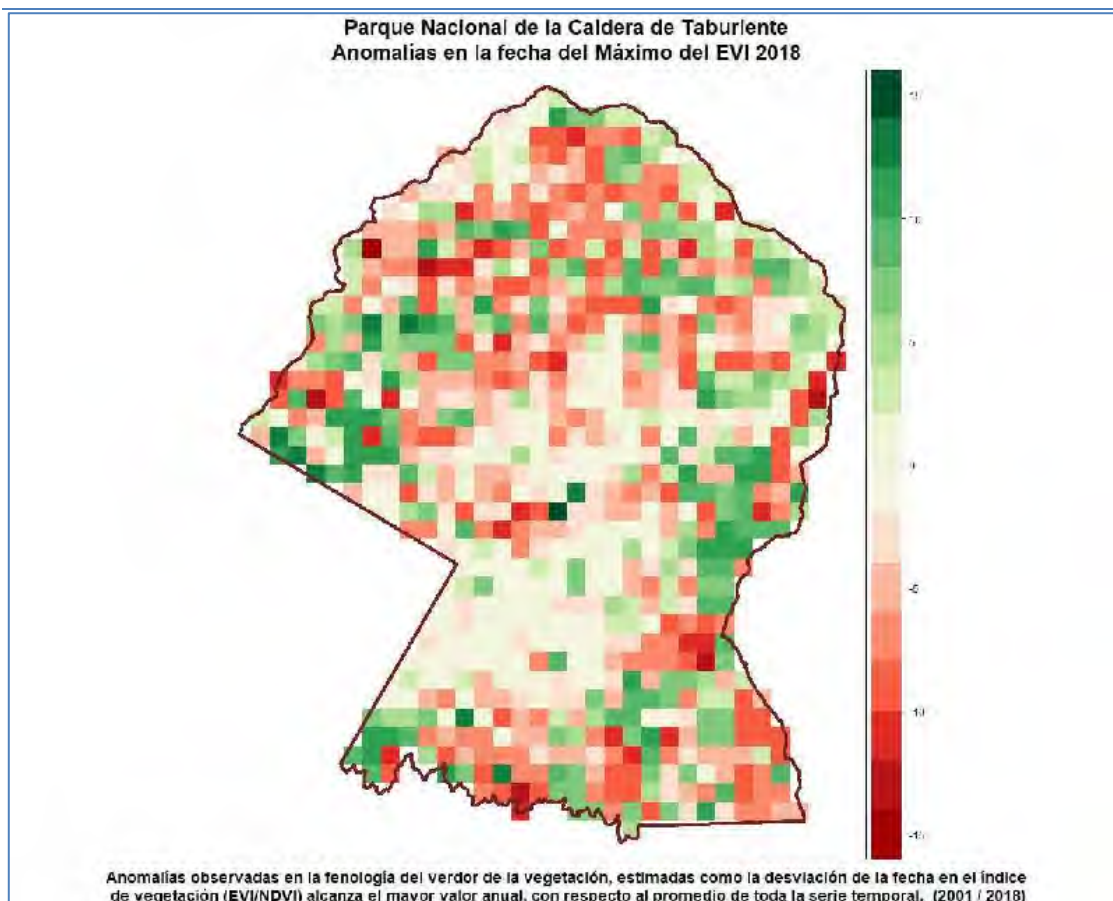 Parque Nacional de la Caldera de Taburiente
Anomalías en la fecha del Máximo del EVI 2018
10
5
0
-5
-10
-15
Anomalías observadas en la fenología del verdor de la vegetación, estimadas como la desviación de la fecha en el índice
de vegetación (EVI/NDVI) alcanza el mayor valor anual, con respecto al promedio de toda la serie temporal. (2001 / 2018)